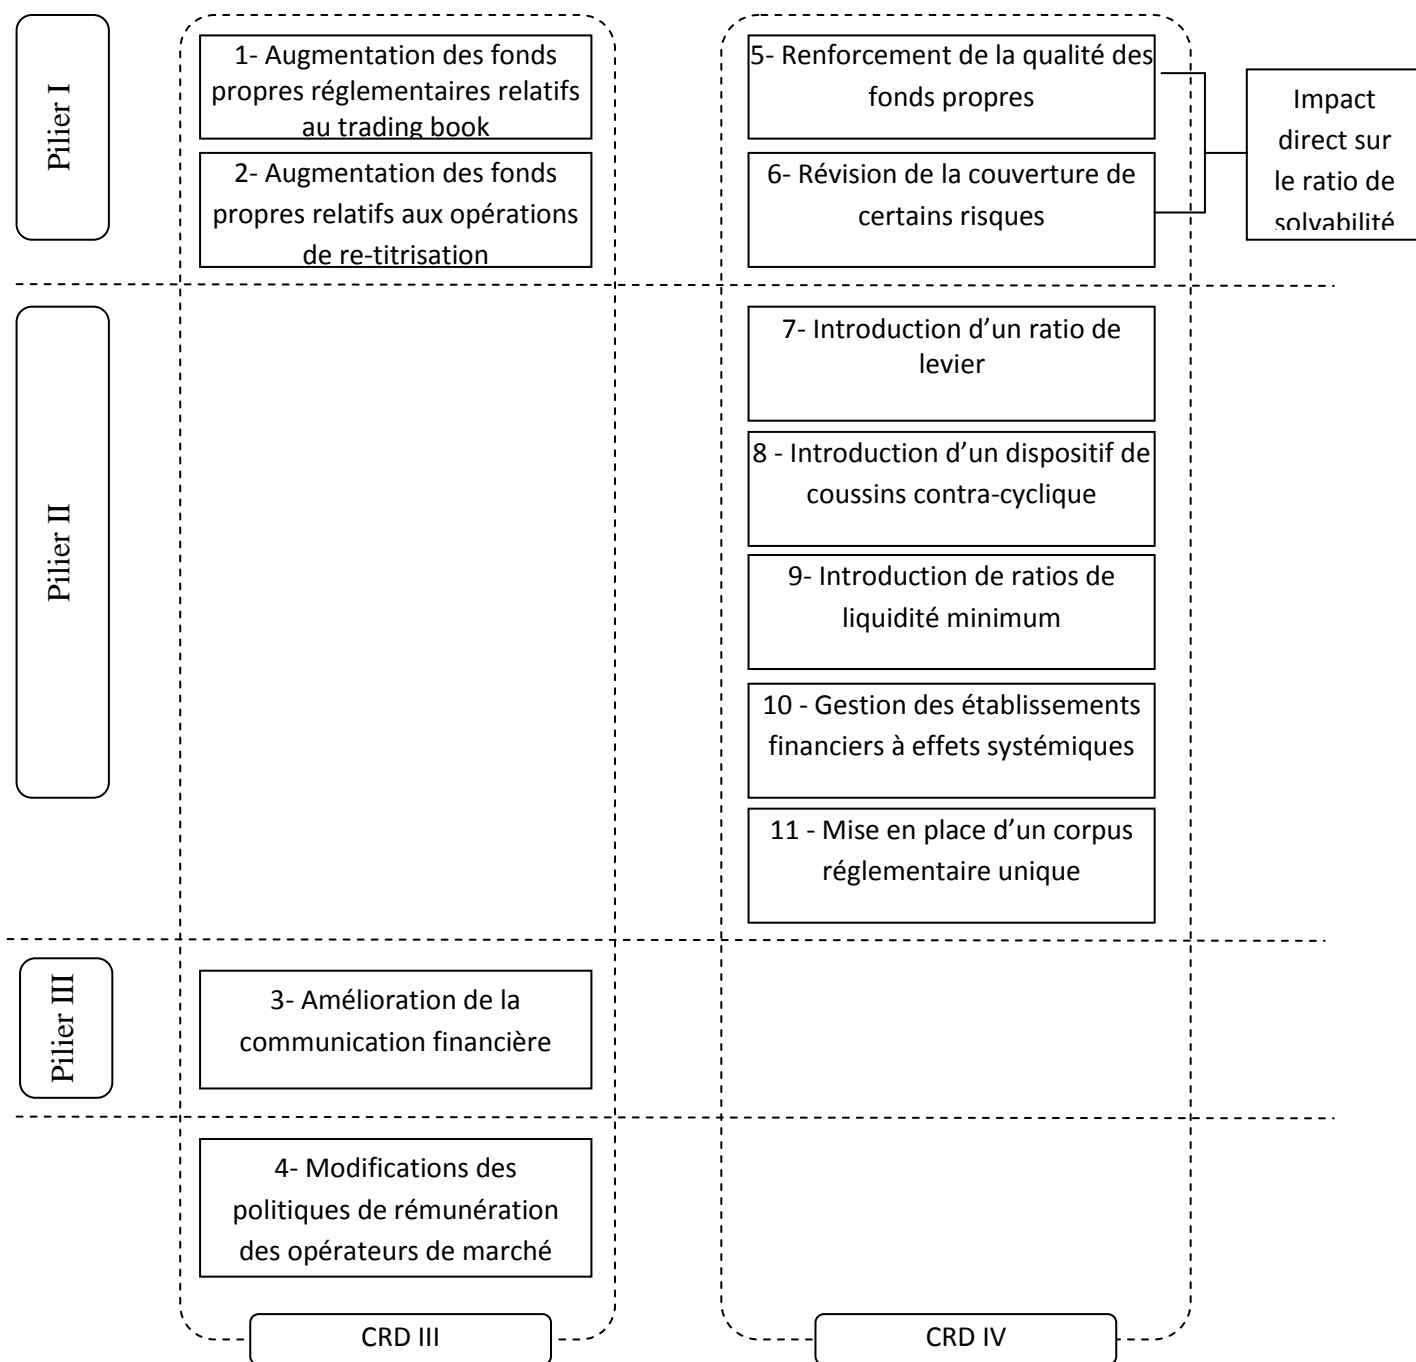 Pilier I
1- Augmentation des fonds
propres réglementaires relatifs
au trading book
2- Augmentation des fonds
propres relatifs aux opérations
de re-titrisation
5- Renforcement de la qualité des
fonds propres
6- Révision de la couverture de
certains risques
Impact
direct sur
le ratio de
solvabilité
Pilier II
7- Introduction d’un ratio de
levier
8 - Introduction d’un dispositif de
coussins contra-cyclique
9- Introduction de ratios de
liquidité minimum
10 - Gestion des établissements
financiers à effets systémiques
11 - Mise en place d’un corpus
réglementaire unique
Pilier III
3- Amélioration de la
communication financière
4- Modifications des
politiques de rémunération
des opérateurs de marché
CRD III
CRD IV